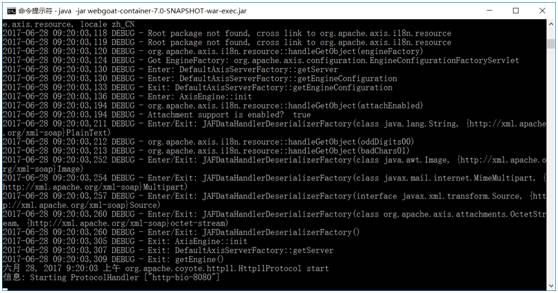 命令提示符 - java  -jar webgoat-container-7.0-SNAPSHOT-war-exec.jar
e.axis.resource, locale zh_CN
2017-06-28 09:20:03,118 DEBUG - Root package not found, cross link to org.apache.axis.i18n.resource
2017-06-28 09:20:03,119 DEBUG - Root package not found, cross link to org.apache.axis.i18n.resource
2017-06-28 09:20:03,120 DEBUG - org.apache.axis.i18n.resource::handleGetObject(engineFactory)
2017-06-28 09:20:03,124 DEBUG - Got EngineFactory: org.apache.axis.configuration.EngineConfigurationFactoryServlet
2017-06-28 09:20:03,130 DEBUG - Enter: DefaultAxisServerFactory::getServer
2017-06-28 09:20:03,130 DEBUG - Enter: DefaultAxisServerFactory::getEngineConfiguration
2017-06-28 09:20:03,133 DEBUG - Exit: DefaultAxisServerFactory::getEngineConfiguration
2017-06-28 09:20:03,136 DEBUG - Enter: AxisEngine::init
2017-06-28 09:20:03,194 DEBUG - org.apache.axis.i18n.resource::handleGetObject(attachEnabled)
2017-06-28 09:20:03,194 DEBUG - Attachment support is enabled?  true
2017-06-28 09:20:03,211 DEBUG - Enter/Exit: JAFDataHandlerDeserializerFactory(class java.lang.String, {http://xml.apache
.org/xml-soap}PlainText)
2017-06-28 09:20:03,212 DEBUG - org.apache.axis.i18n.resource::handleGetObject(oddDigits00)
2017-06-28 09:20:03,213 DEBUG - org.apache.axis.i18n.resource::handleGetObject(badChars01)
2017-06-28 09:20:03,252 DEBUG - Enter/Exit: JAFDataHandlerDeserializerFactory(class java.awt.Image, {http://xml.apache.o
rg/xml-soap}Image)
2017-06-28 09:20:03,254 DEBUG - Enter/Exit: JAFDataHandlerDeserializerFactory(class javax.mail.internet.MimeMultipart, {
http://xml.apache.org/xml-soap}Multipart)
2017-06-28 09:20:03,257 DEBUG - Enter/Exit: JAFDataHandlerDeserializerFactory(interface javax.xml.transform.Source, {htt
p://xml.apache.org/xml-soap}Source)
2017-06-28 09:20:03,260 DEBUG - Enter/Exit: JAFDataHandlerDeserializerFactory(class org.apache.axis.attachments.OctetStr
eam, {http://xml.apache.org/xml-soap}octet-stream)
2017-06-28 09:20:03,260 DEBUG - Enter/Exit: JAFDataHandlerDeserializerFactory()
2017-06-28 09:20:03,305 DEBUG - Exit: AxisEngine::init
2017-06-28 09:20:03,307 DEBUG - Exit: DefaultAxisServerFactory::getServer
2017-06-28 09:20:03,309 DEBUG - Exit: getEngine()
六月 28, 2017 9:20:03 上午 org.apache.coyote.http11.Http11Protocol start
信息: Starting ProtocolHandler ["http-bio-8080"]